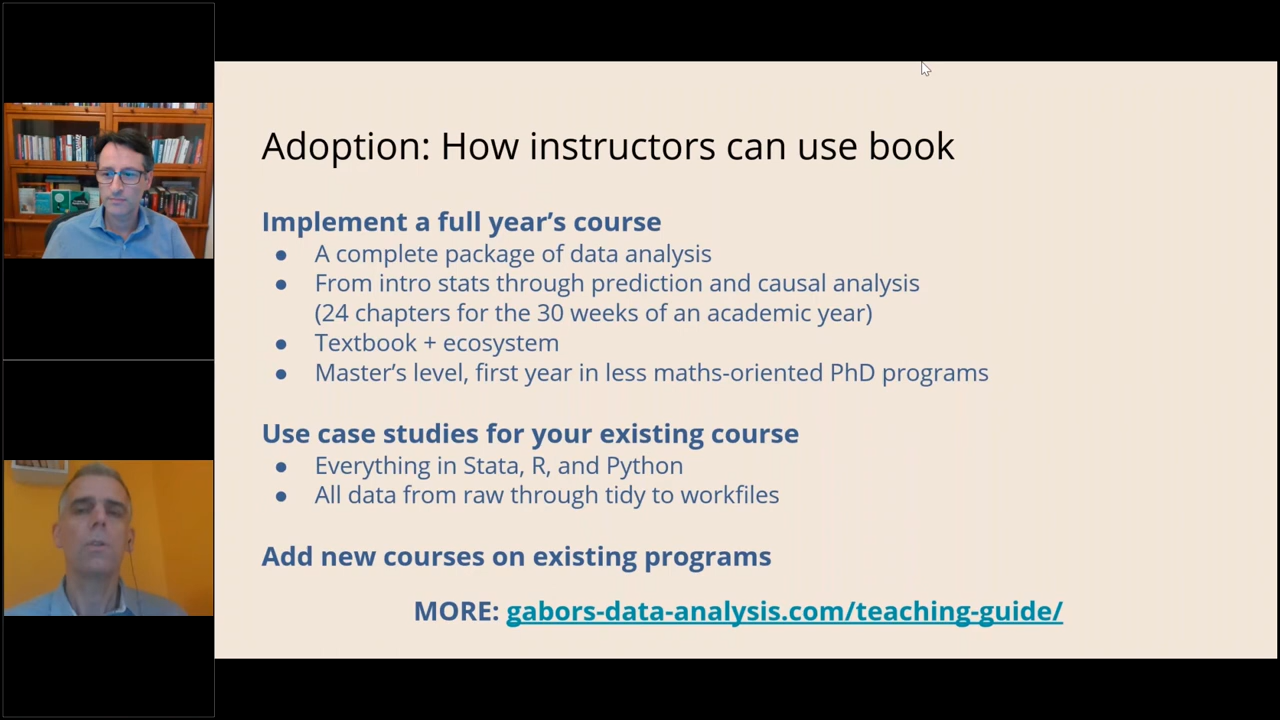 Adoption: How instructors can use book
Implement a full year’s course
● A complete package of data analysis
● From intro stats through prediction and causal analysis
(24 chapters for the 30 weeks of an academic year)
● Textbook + ecosystem
● Master’s level, first year in less maths-oriented PhD programs
Use case studies for your existing course
● Everything in Stata, R, and Python
● All data from raw through tidy to workfiles
Add new courses on existing programs
MORE: gabors-data-analysis.com/teaching-guide/